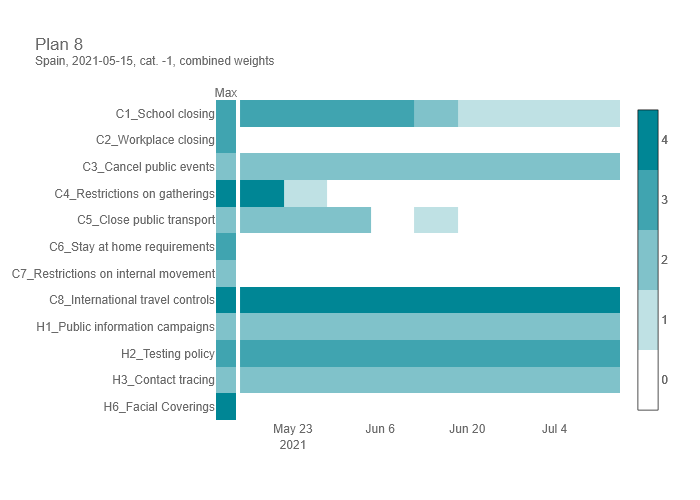 Plan 8
Spain, 2021-05-15, cat. -1, combined weights
Max
C1_School closing
C2_Workplace closing
C3_Cancel public events
C4_Restrictions on gatherings
C5_Close public transport
C6_Stay at home requirements
C7_Restrictions on internal movement
C8_International travel controls
H1_Public information campaigns
H2_Testing policy
H3_Contact tracing
H6_Facial Coverings
May 23
2021
Jun 6
Jun 20
Jul 4
4
3
2
1
0